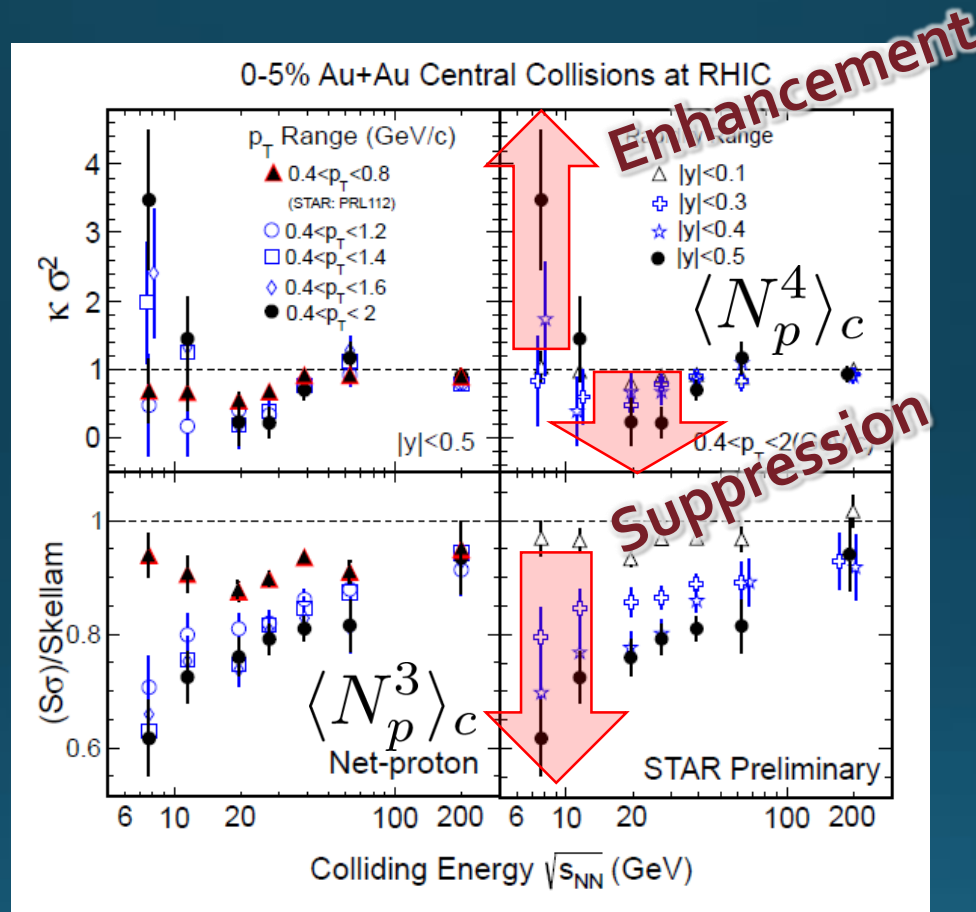 Enhancement
0-5% Au+Au Central Collisions at RHIC
p_T Range (GeV/c)
0.4<p_T<0.8
(STAR: PRL112)
0.4<p_T<1.2
0.4<p_T<1.4
0.4<p_T<1.6
0.4<p_T< 2
|y|<0.5
Range
|y|<0.1
|y|<0.3
|y|<0.4
|y|<0.5
⟨N_p^4⟩_c
0.4<p_T<2(G
Suppression
κ σ²
4
3
2
1
0
(Sσ)/Skellam
1
0.8
0.6
⟨N_p^3⟩_c
Net-proton
STAR Preliminary
6 10 20 100 200 6 10 20 100 200
Colliding Energy √s_NN (GeV)